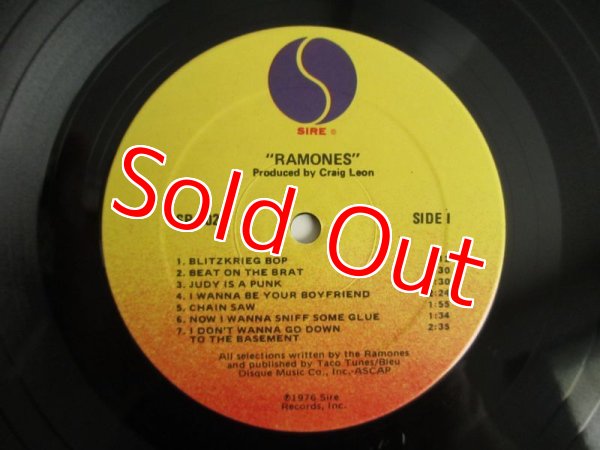 SIRE ®
"RAMONES"
Produced by Craig Leon
SIDE I
Sold Out
1. BLITZKRIEG BOP
2. BEAT ON THE BRAT
3. JUDY IS A PUNK
4. I WANNA BE YOUR BOYFRIEND
5. CHAIN SAW 1:55
6. NOW I WANNA SNIFF SOME GLUE 1:34
7. I DON'T WANNA GO DOWN 2:35
TO THE BASEMENT
All selections written by the Ramones
and published by Taco Tunes/Bleu
Disque Music Co., Inc.-ASCAP
℗1976 Sire
Records, Inc.